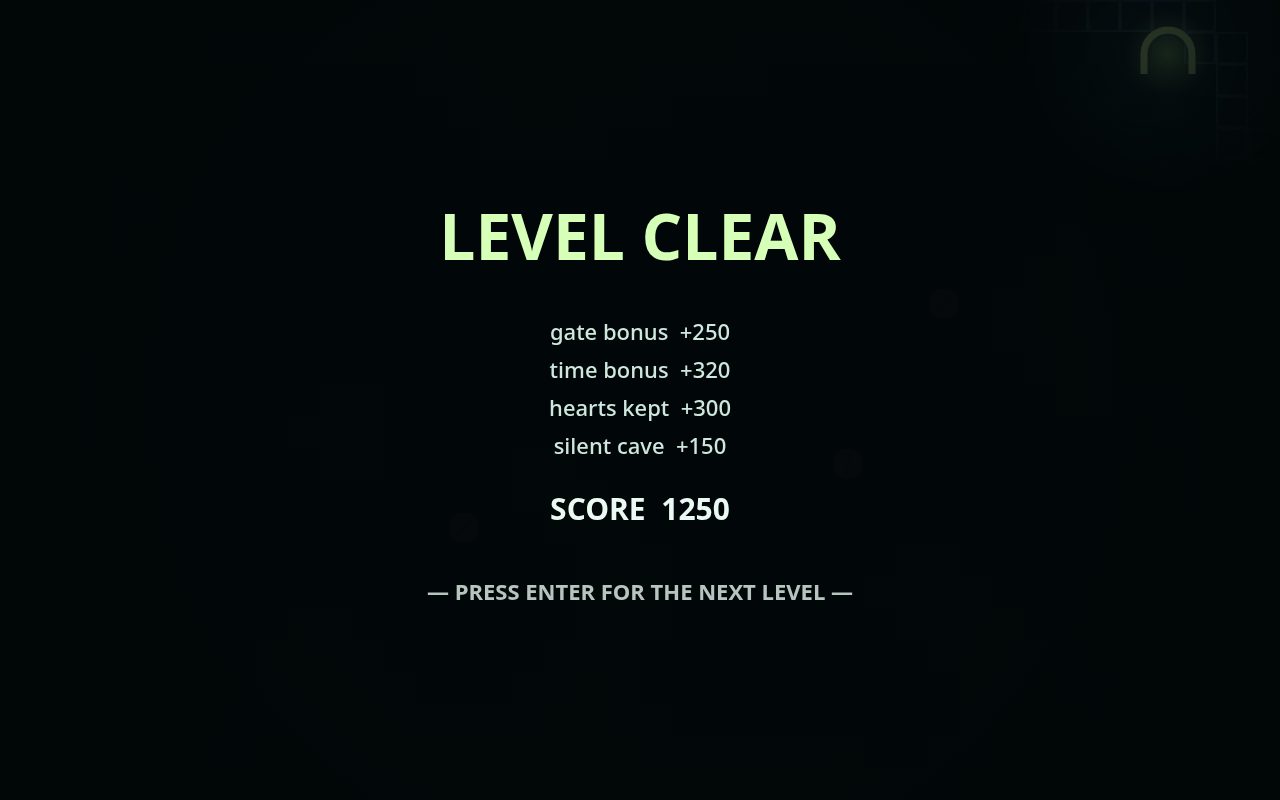 LEVEL CLEAR
gate bonus +250
time bonus +320
hearts kept +300
silent cave +150
SCORE 1250
— PRESS ENTER FOR THE NEXT LEVEL —